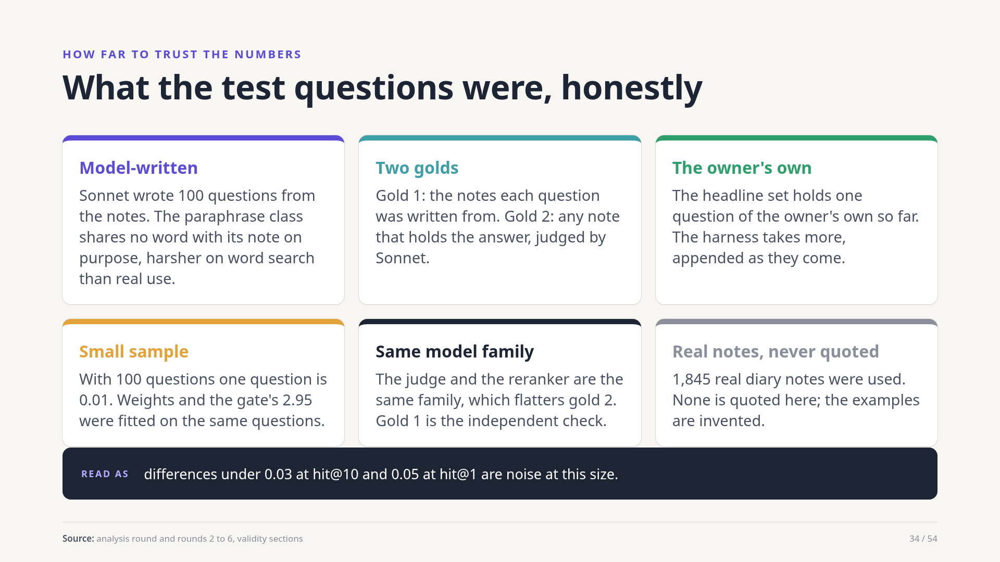 HOW FAR TO TRUST THE NUMBERS
What the test questions were, honestly
Model-written
Sonnet wrote 100 questions from
the notes. The paraphrase class
shares no word with its note on
purpose, harsher on word search
than real use.
Two golds
Gold 1: the notes each question
was written from. Gold 2: any note
that holds the answer, judged by
Sonnet.
The owner's own
The headline set holds one
question of the owner's own so far.
The harness takes more,
appended as they come.
Small sample
With 100 questions one question is
0.01. Weights and the gate's 2.95
were fitted on the same questions.
Same model family
The judge and the reranker are the
same family, which flatters gold 2.
Gold 1 is the independent check.
Real notes, never quoted
1,845 real diary notes were used.
None is quoted here; the examples
are invented.
READ AS differences under 0.03 at hit@10 and 0.05 at hit@1 are noise at this size.
Source: analysis round and rounds 2 to 6, validity sections
34 / 54